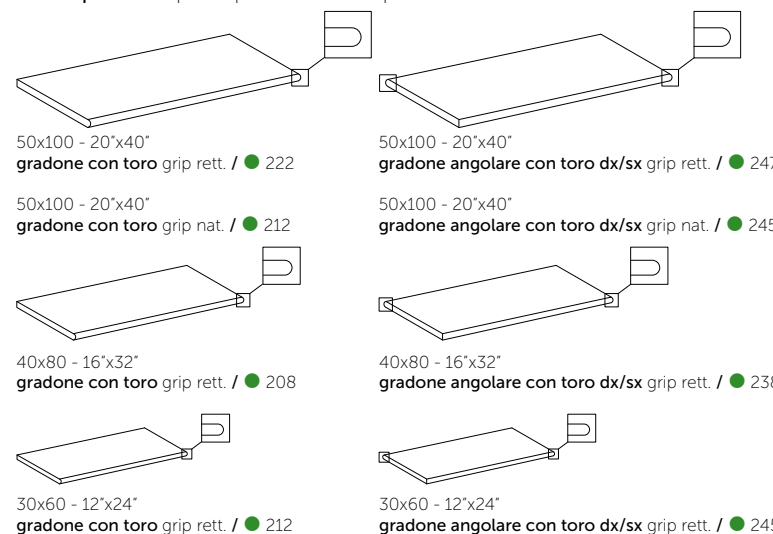 50x100 - 20"x40"
gradone con toro grip rett. / ● 222
50x100 - 20"x40"
gradone con toro grip nat. / ● 212
50x100 - 20"x40"
gradone angolare con toro dx/sx grip rett. / ● 247
50x100 - 20"x40"
gradone angolare con toro dx/sx grip nat. / ● 245
40x80 - 16"x32"
gradone con toro grip rett. / ● 208
40x80 - 16"x32"
gradone angolare con toro dx/sx grip rett. / ● 238
30x60 - 12"x24"
gradone con toro grip rett. / ● 212
30x60 - 12"x24"
gradone angolare con toro dx/sx grip rett. / ● 245